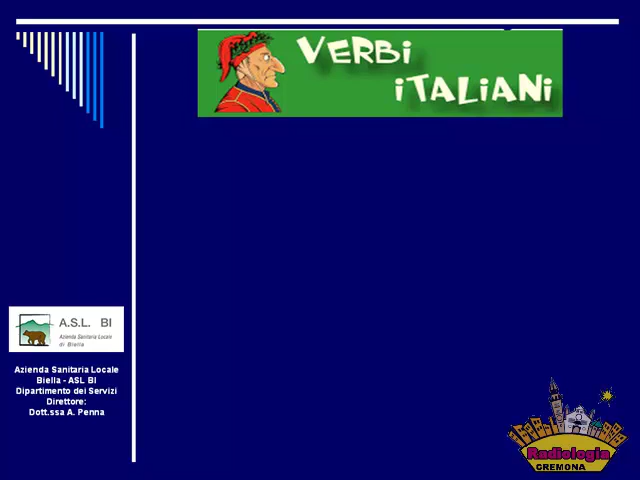 VERBi
iTALiANi
A.S.L. BI
Azienda Sanitaria Locale
di Biella
Azienda Sanitaria Locale
Biella - ASL BI
Dipartimento dei Servizi
Direttore:
Dott.ssa A. Penna
Radiologia
CREMONA